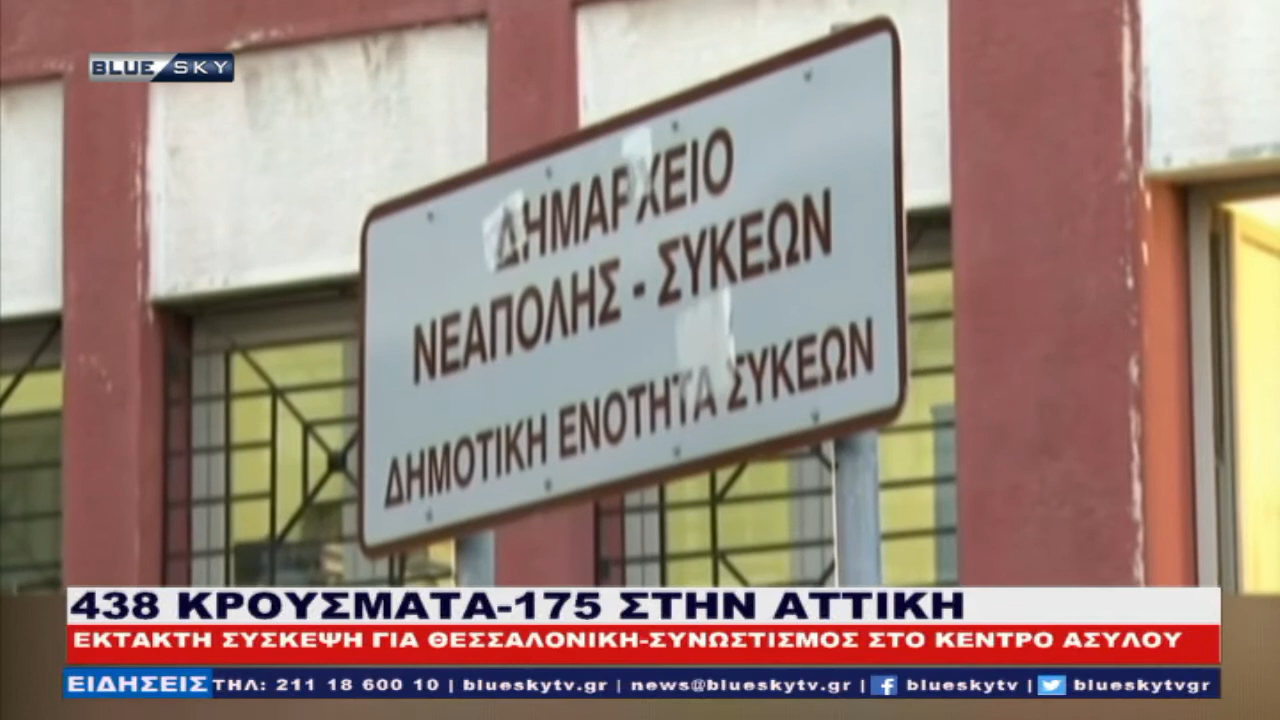 BLUE SKY
ΔΗΜΑΡΧΕΙΟ
ΝΕΑΠΟΛΗΣ - ΣΥΚΕΩΝ
ΔΗΜΟΤΙΚΗ ΕΝΟΤΗΤΑ ΣΥΚΕΩΝ
438 ΚΡΟΥΣΜΑΤΑ-175 ΣΤΗΝ ΑΤΤΙΚΗ
ΕΚΤΑΚΤΗ ΣΥΣΚΕΨΗ ΓΙΑ ΘΕΣΣΑΛΟΝΙΚΗ-ΣΥΝΩΣΤΙΣΜΟΣ ΣΤΟ ΚΕΝΤΡΟ ΑΣΥΛΟΥ
ΕΙΔΗΣΕΙΣ ΤΗΛ: 211 18 600 10 | blueskytv.gr | news@blueskytv.gr | blueskytv | blueskytvgr